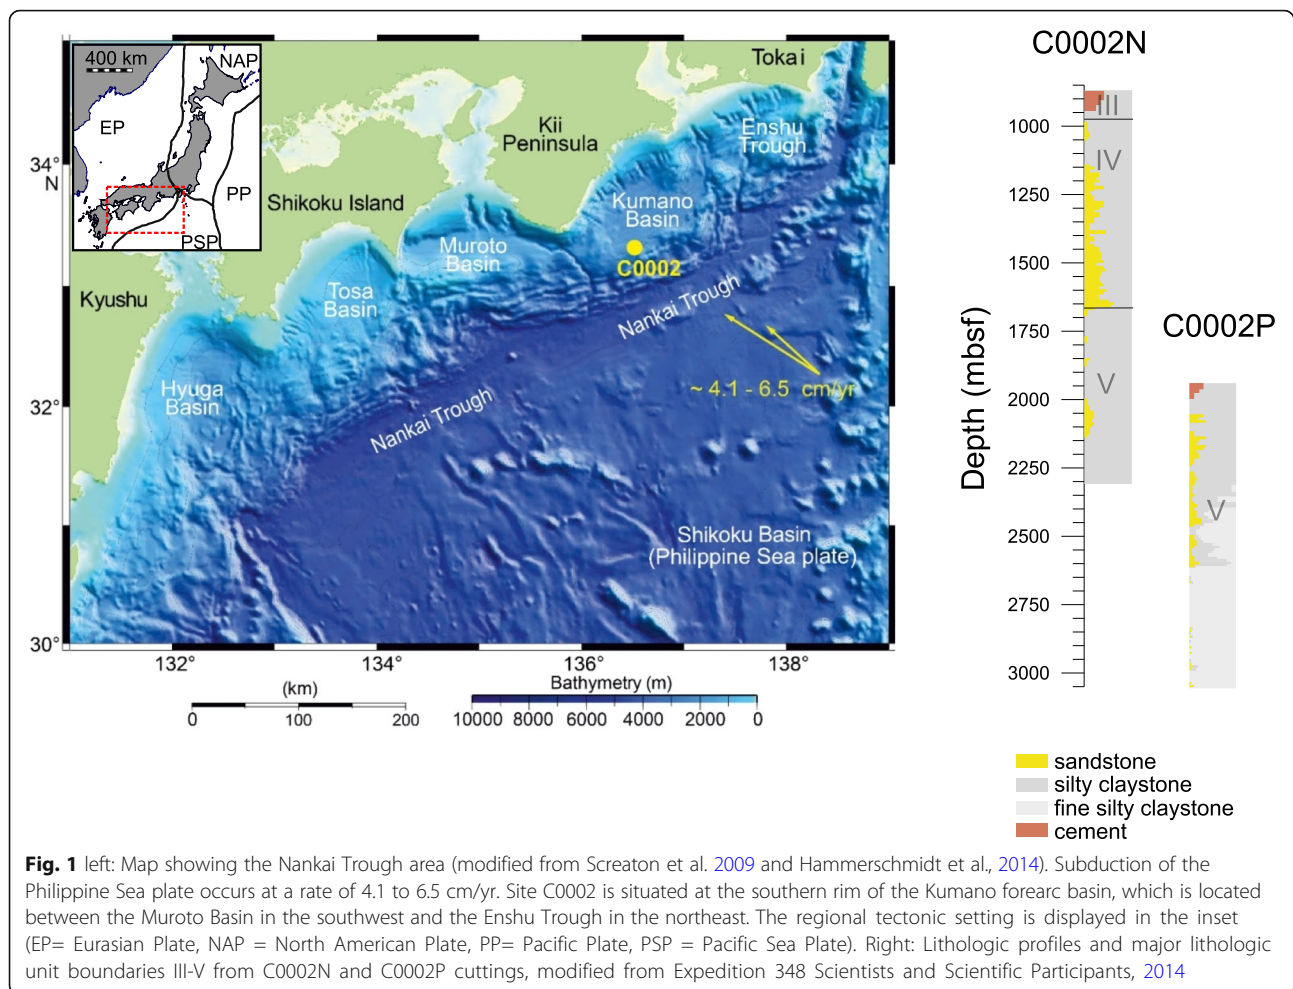 400 km
NAP
EP
PP
PSP
Tokai
Kii
Peninsula
Enshu
Trough
34°
N
Shikoku Island
Kumano
Basin
Muroto
Basin
C0002
Kyushu
Tosa
Basin
Nankai Trough
~ 4.1 - 6.5 cm/yr
Hyuga
Basin
32°
Nankai Trough
Shikoku Basin
(Philippine Sea plate)
30°
132°
134°
136°
138°
(km)
0
100
200
Bathymetry (m)
10000 8000 6000 4000 2000 0
C0002N
III
IV
V
Depth (mbsf)
1000
1250
1500
1750
2000
2250
2500
2750
3000
C0002P
V
sandstone
silty claystone
fine silty claystone
cement
Fig. 1 left: Map showing the Nankai Trough area (modified from Screaton et al. 2009 and Hammerschmidt et al., 2014). Subduction of the
Philippine Sea plate occurs at a rate of 4.1 to 6.5 cm/yr. Site C0002 is situated at the southern rim of the Kumano forearc basin, which is located
between the Muroto Basin in the southwest and the Enshu Trough in the northeast. The regional tectonic setting is displayed in the inset
(EP= Eurasian Plate, NAP = North American Plate, PP= Pacific Plate, PSP = Pacific Sea Plate). Right: Lithologic profiles and major lithologic
unit boundaries III-V from C0002N and C0002P cuttings, modified from Expedition 348 Scientists and Scientific Participants, 2014